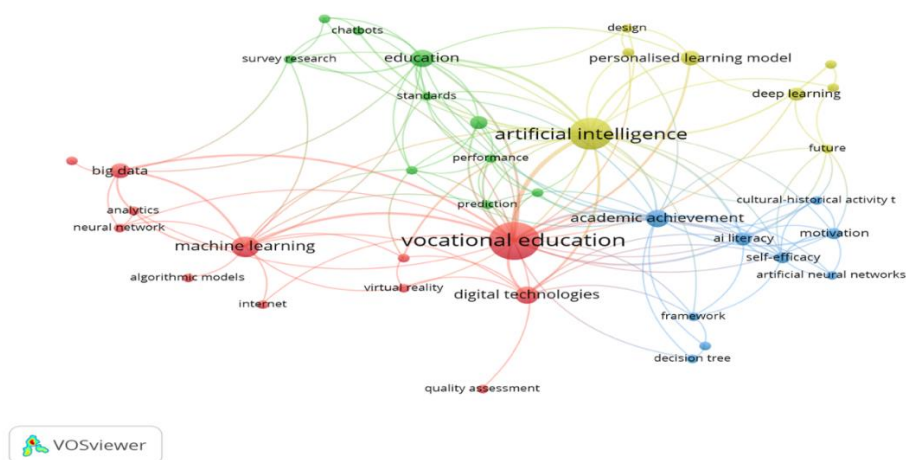 chatbots
design
survey research
education
personalised learning model
standards
deep learning
artificial intelligence
performance
future
big data
analytics
prediction
academic achievement
cultural-historical activity t
neural network
machine learning
vocational education
ai literacy
motivation
self-efficacy
algorithmic models
artificial neural networks
virtual reality
digital technologies
internet
framework
decision tree
quality assessment
VOSviewer